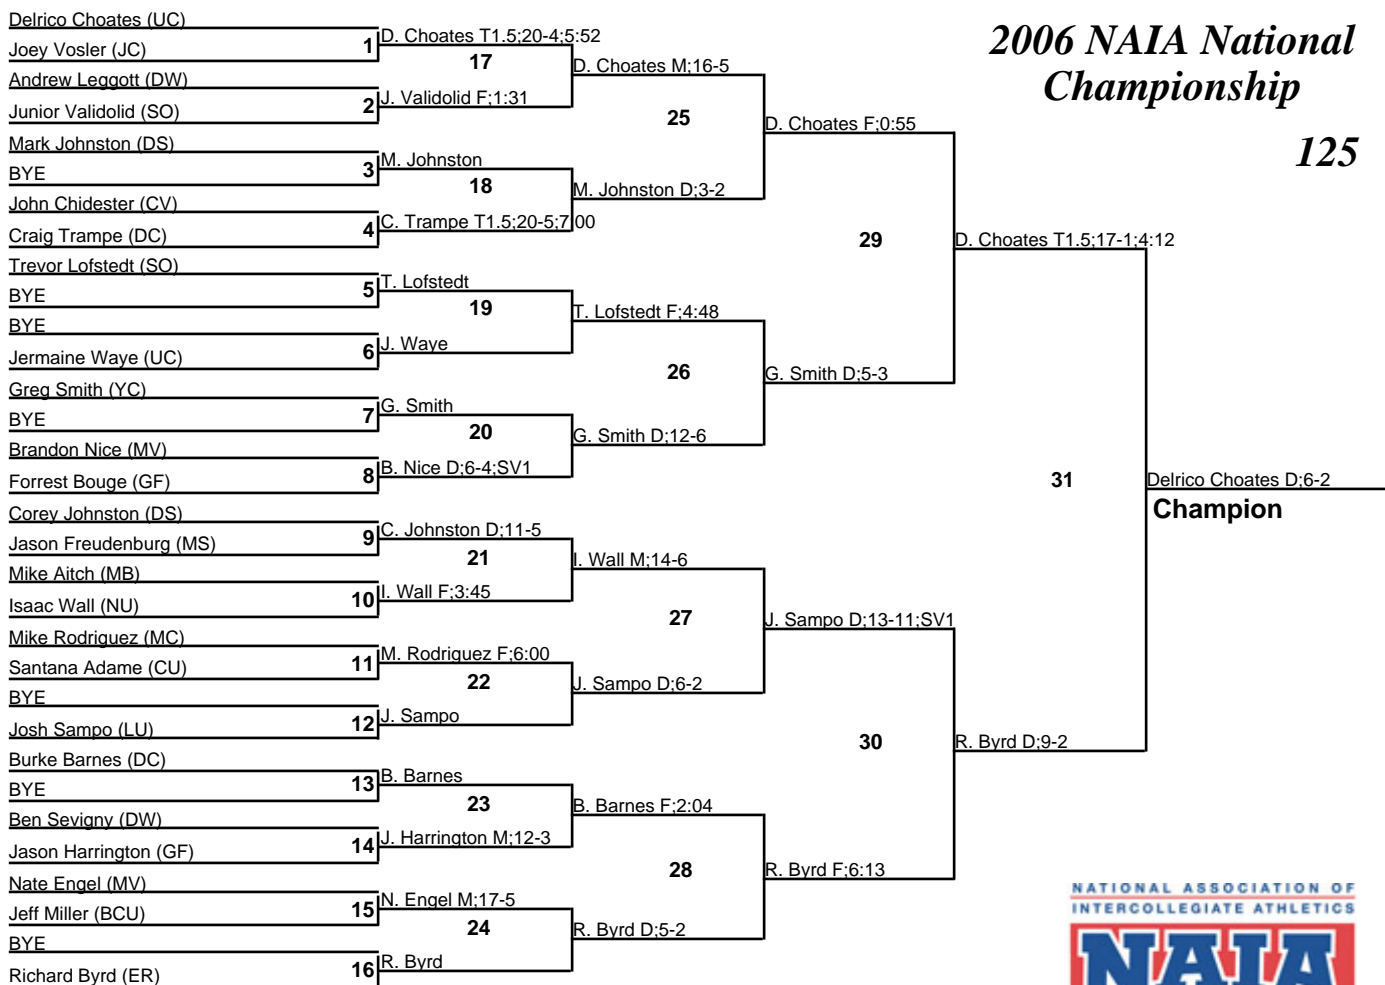 2006 NAIA National
Championship
125
Delrico Choates (UC)
Joey Vosler (JC)
Andrew Leggott (DW)
Junior Validolid (SO)
Mark Johnston (DS)
BYE
John Chidester (CV)
Craig Trampe (DC)
Trevor Lofstedt (SO)
BYE
BYE
Jermaine Waye (UC)
Greg Smith (YC)
BYE
Brandon Nice (MV)
Forrest Bouge (GF)
Corey Johnston (DS)
Jason Freudenburg (MS)
Mike Aitch (MB)
Isaac Wall (NU)
Mike Rodriguez (MC)
Santana Adame (CU)
BYE
Josh Sampo (LU)
Burke Barnes (DC)
BYE
Ben Sevigny (DW)
Jason Harrington (GF)
Nate Engel (MV)
Jeff Miller (BCU)
BYE
Richard Byrd (ER)
1 D. Choates T1.5;20-4;5:52
17
2 J. Validolid F;1:31
3 M. Johnston
18
4 C. Trampe T1.5;20-5;7:00
5 T. Lofstedt
19
6 J. Waye
7 G. Smith
20
8 B. Nice D;6-4;SV1
9 C. Johnston D;11-5
21
10 I. Wall F;3:45
11 M. Rodriguez F;6:00
22
12 J. Sampo
13 B. Barnes
23
14 J. Harrington M;12-3
15 N. Engel M;17-5
24
16 R. Byrd
D. Choates M;16-5
25
M. Johnston D;3-2
T. Lofstedt F;4:48
26
G. Smith D;12-6
I. Wall M;14-6
27
J. Sampo D;6-2
B. Barnes F;2:04
28
R. Byrd D;5-2
D. Choates F;0:55
29
G. Smith D;5-3
J. Sampo D;13-11;SV1
30
R. Byrd F;6:13
D. Choates T1.5;17-1;4:12
31
R. Byrd D;9-2
Delrico Choates D;6-2
Champion
NATIONAL ASSOCIATION OF
INTERCOLLEGIATE ATHLETICS
NAIA